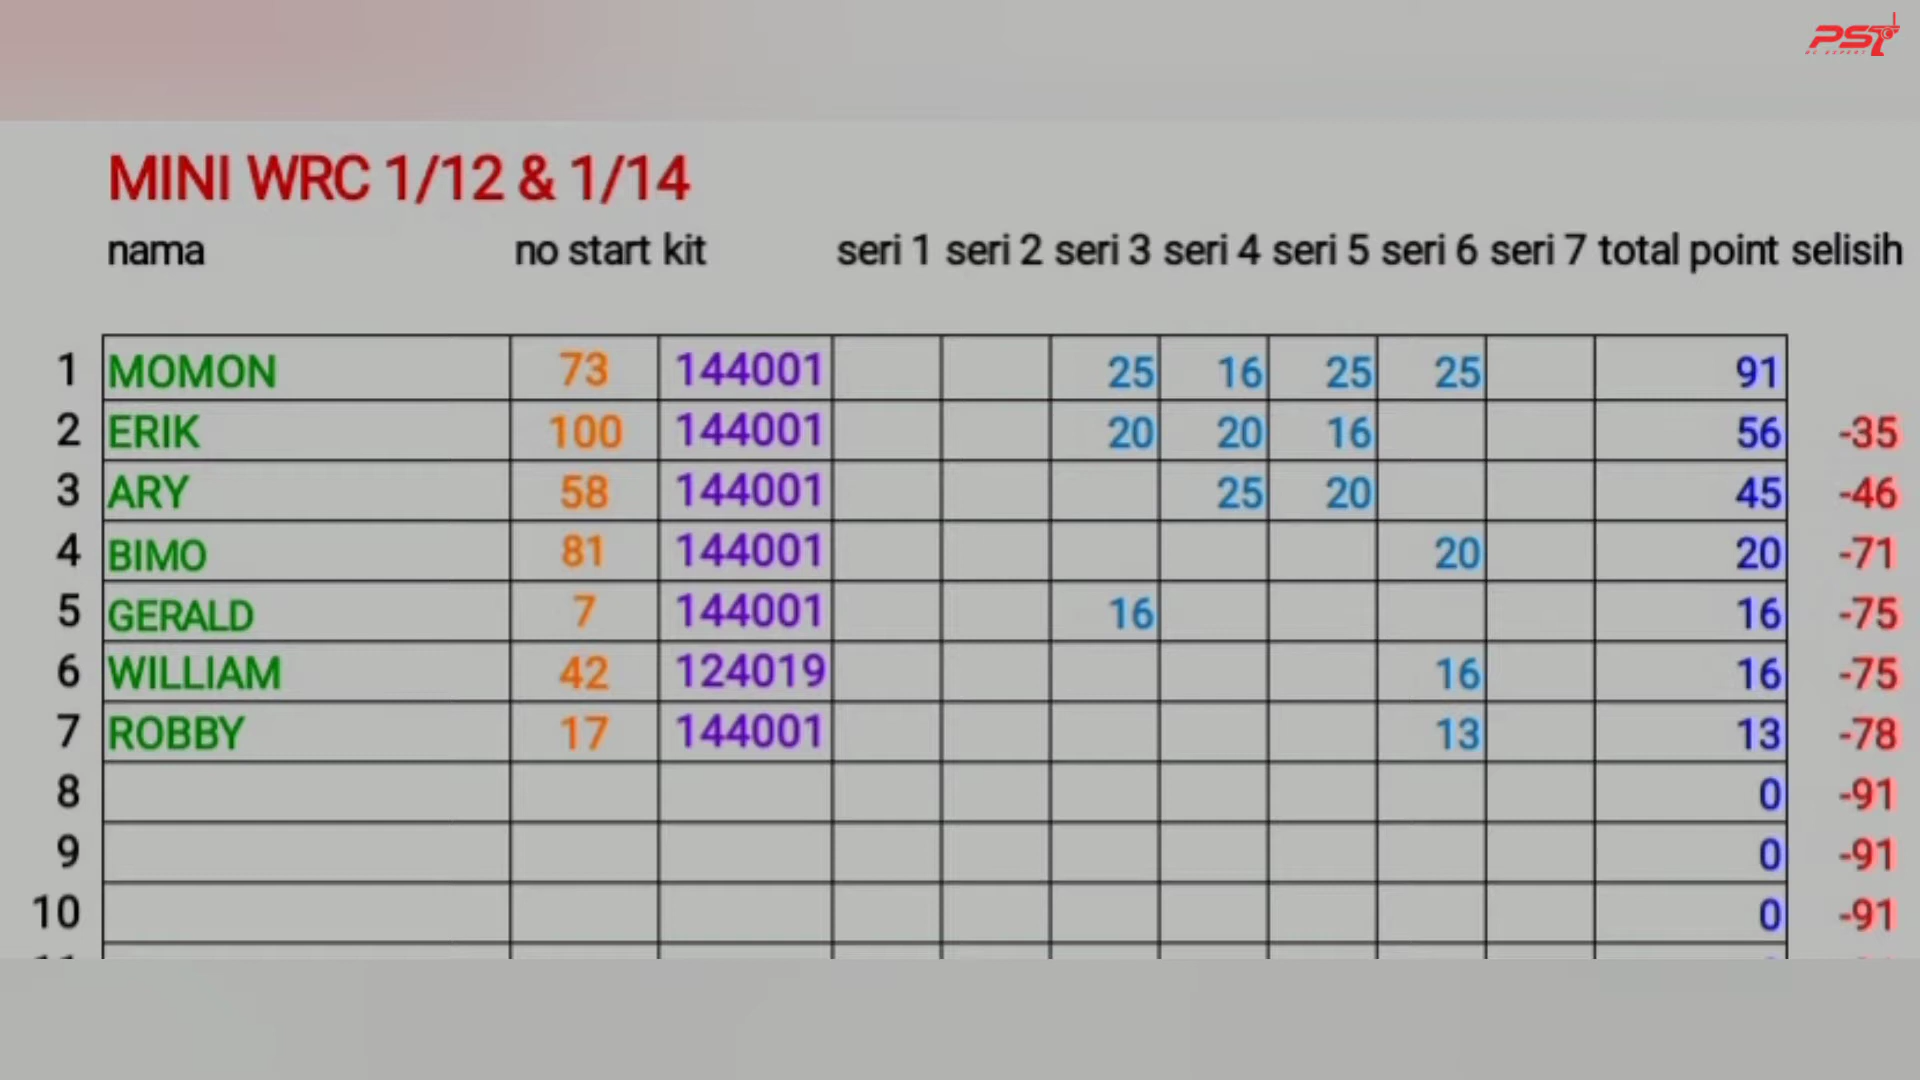 PST
MINI WRC 1/12 & 1/14
nama no start kit seri 1 seri 2 seri 3 seri 4 seri 5 seri 6 seri 7 total point selisih
1 MOMON 73 144001 25 16 25 25 91
2 ERIK 100 144001 20 20 16 56 -35
3 ARY 58 144001 25 20 45 -46
4 BIMO 81 144001 20 20 -71
5 GERALD 7 144001 16 16 -75
6 WILLIAM 42 124019 16 16 -75
7 ROBBY 17 144001 13 13 -78
8 0 -91
9 0 -91
10 0 -91